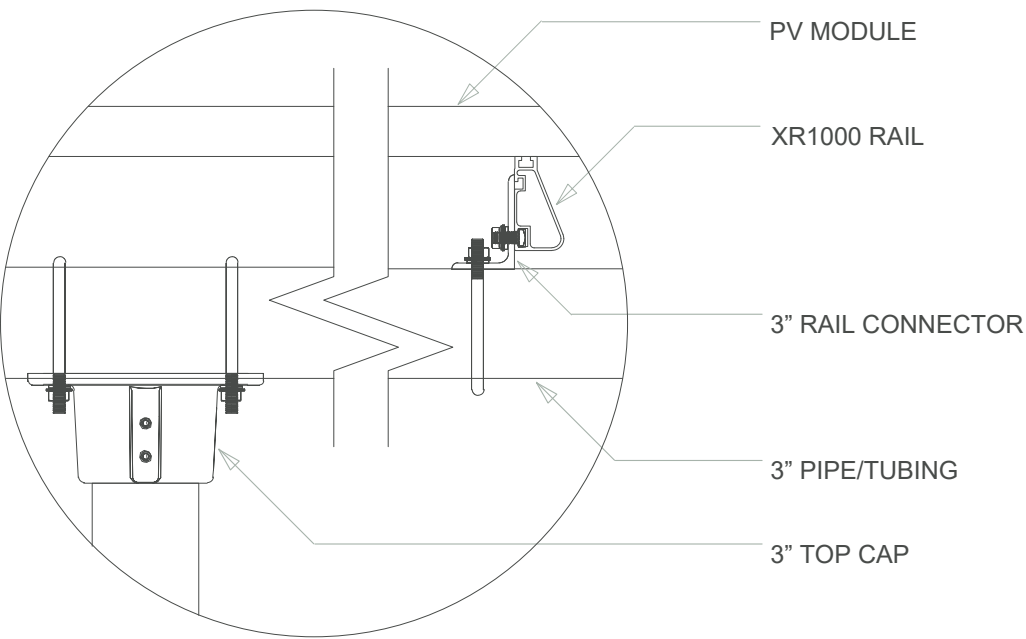 PV MODULE
XR1000 RAIL
3” RAIL CONNECTOR
3” PIPE/TUBING
3” TOP CAP